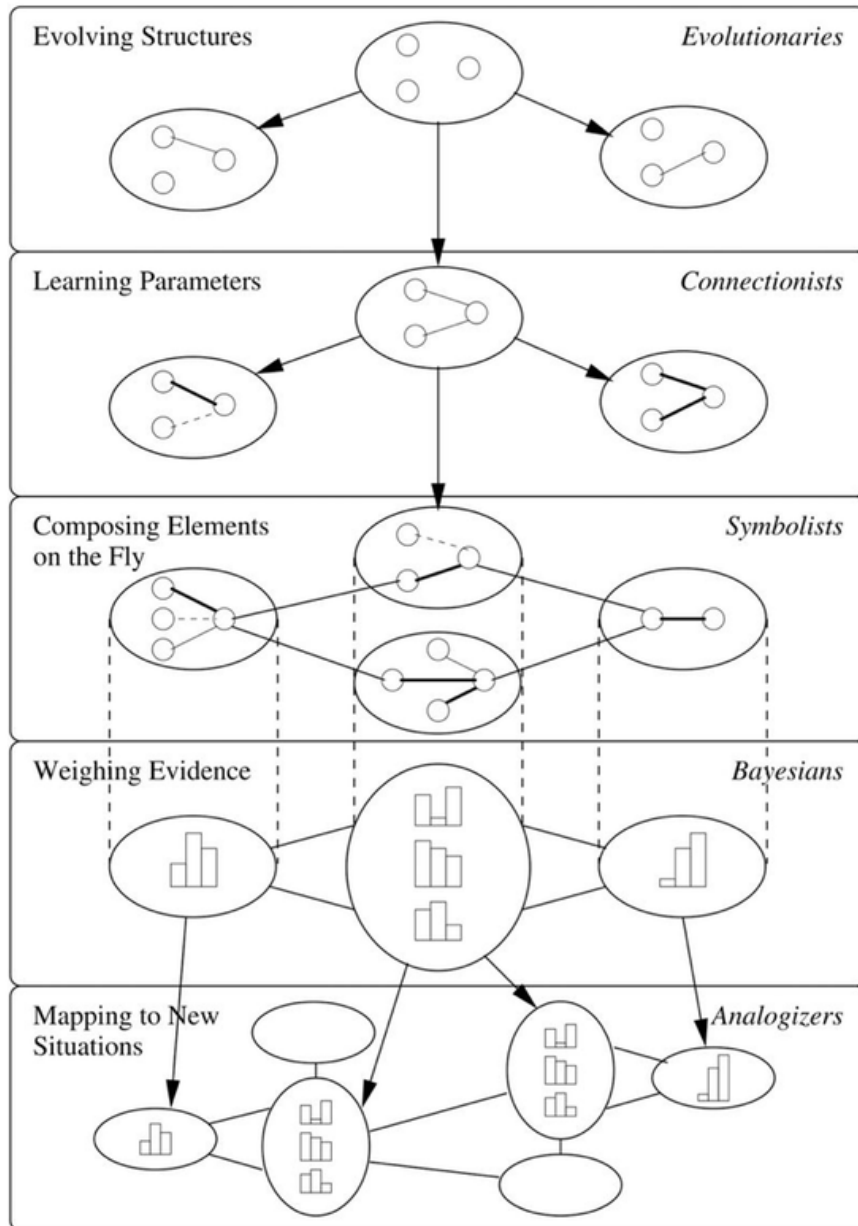 Evolving Structures
Evolutionaries
Learning Parameters
Connectionists
Composing Elements
on the Fly
Symbolists
Weighing Evidence
Bayesians
Mapping to New
Situations
Analogizers